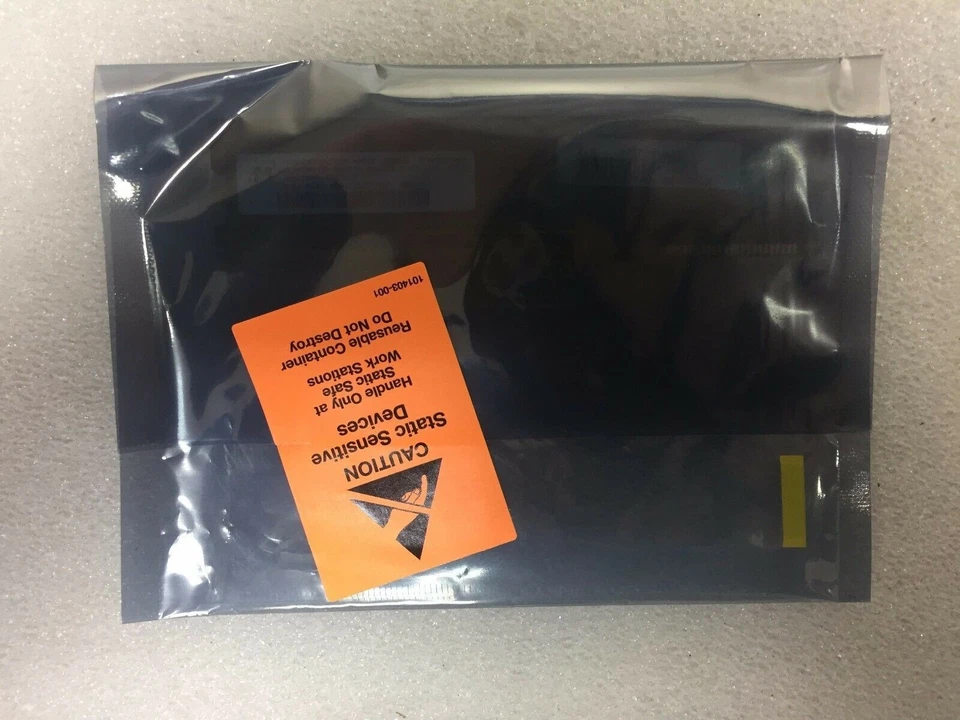 CAUTION
Static Sensitive
Devices
Handle Only at
Static Safe
Work Stations
Reusable Container
Do Not Destroy
101403-001